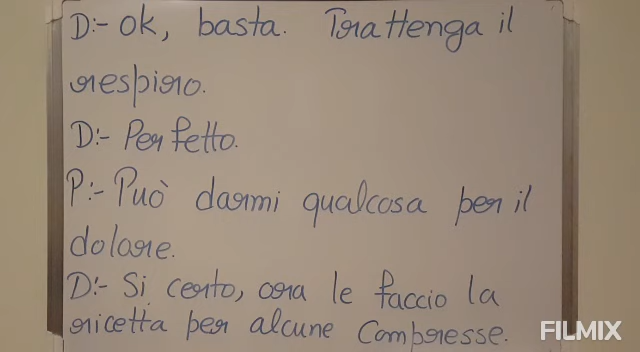 D:- ok, basta. Trattenga il
respiro.
D:- Perfetto.
P:- Può darmi qualcosa per il
dolare.
D:- Si certo, ora le faccio la
ricetta per alcune Compresse.
FILMIX